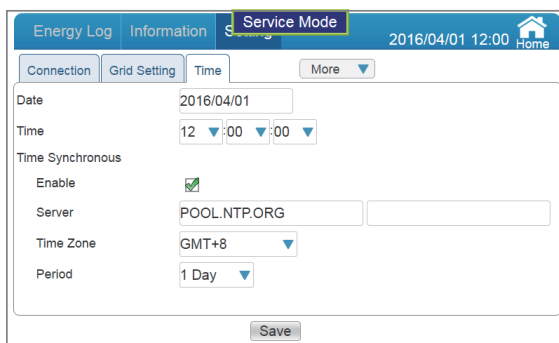 Service Mode
Energy Log Information 2016/04/01 12:00 Home
Connection Grid Setting Time More
Date 2016/04/01
Time 12 :00 :00
Time Synchronous
Enable
Server POOL.NTP.ORG
Time Zone GMT+8
Period 1 Day
Save